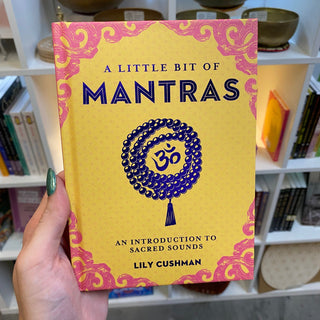 A LITTLE BIT OF
MANTRAS
ॐ
AN INTRODUCTION TO
SACRED SOUNDS
LILY CUSHMAN